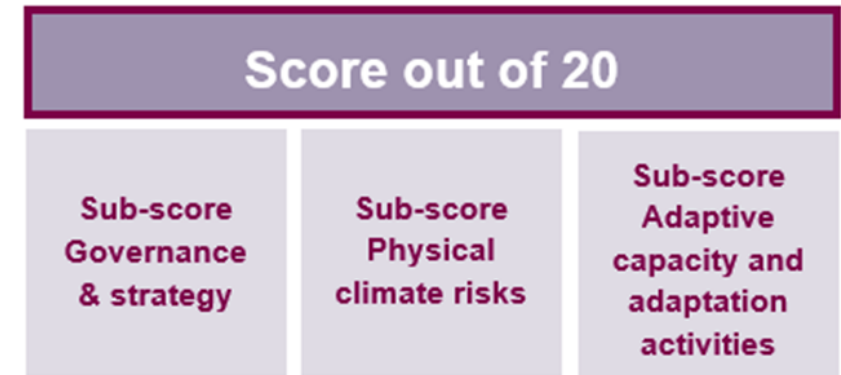 Score out of 20
Sub-score
Governance
& strategy
Sub-score
Physical
climate risks
Sub-score
Adaptive
capacity and
adaptation
activities